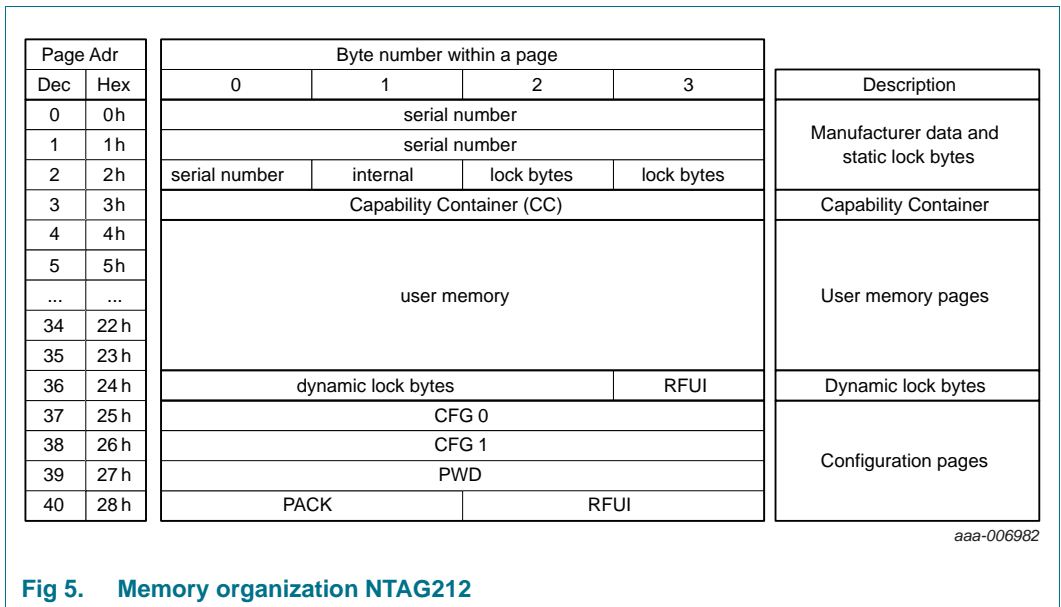 Page Adr Byte number within a page
Dec Hex 0 1 2 3 Description
0 0h serial number
1 1h serial number
Manufacturer data and
static lock bytes
2 2h serial number internal lock bytes lock bytes
3 3h Capability Container (CC) Capability Container
4 4h
5 5h
... ... user memory User memory pages
34 22h
35 23h
36 24h dynamic lock bytes RFUI Dynamic lock bytes
37 25h CFG 0
38 26h CFG 1
Configuration pages
39 27h PWD
40 28h PACK RFUI
aaa-006982
Fig 5. Memory organization NTAG212